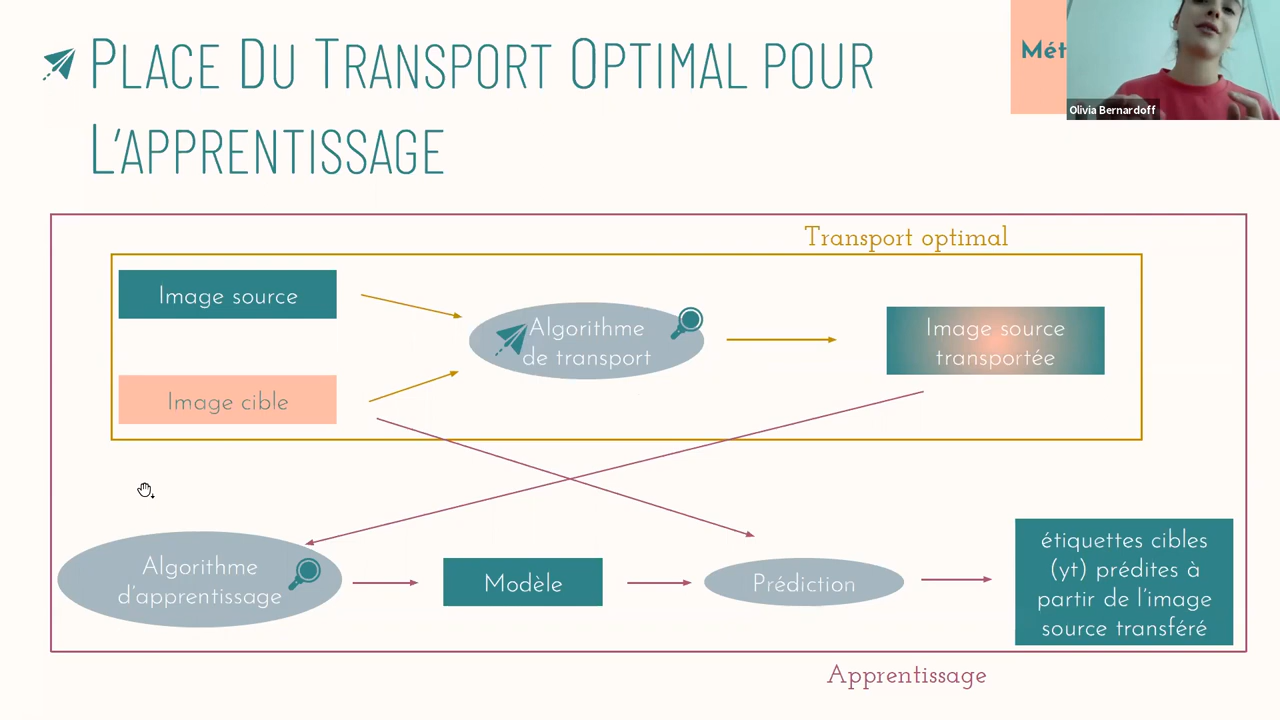 PLACE DU TRANSPORT OPTIMAL POUR
L'APPRENTISSAGE
Mét
Olivia Bernardoff
Transport optimal
Image source
Algorithme
de transport
Image source
transportée
Image cible
Algorithme
d'apprentissage
Modèle
Prédiction
étiquettes cibles
(yt) prédites à
partir de l'image
source transféré
Apprentissage